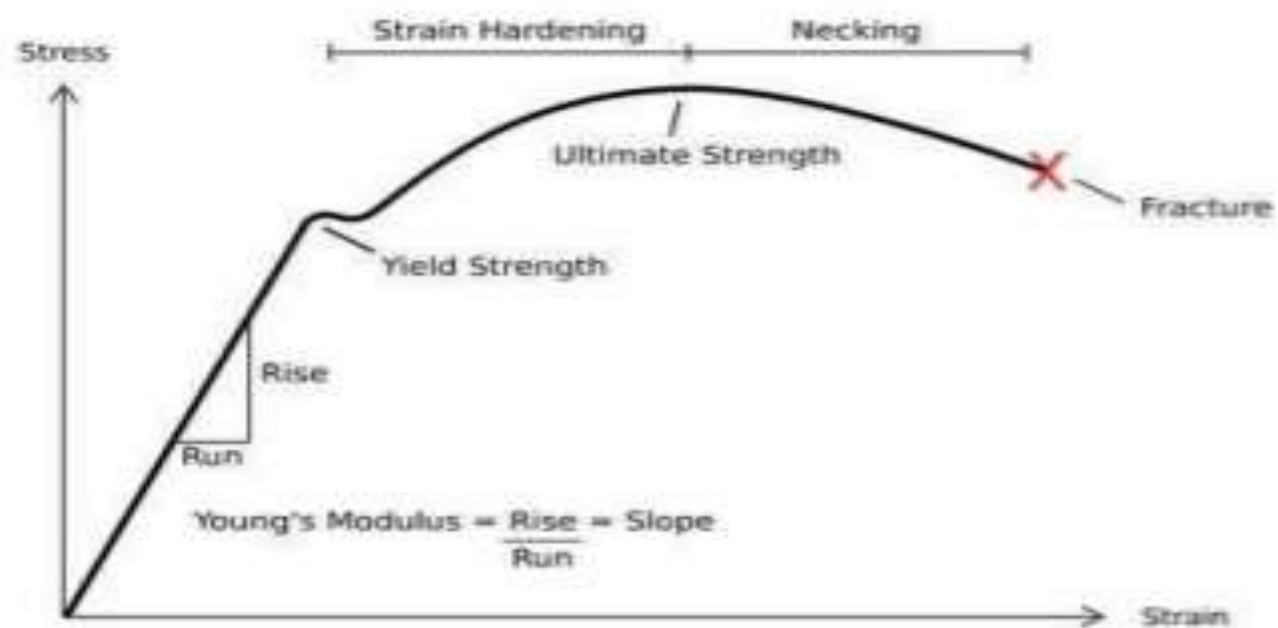 Strain Hardening
Necking
Stress
Ultimate Strength
Fracture
Yield Strength
Rise
Run
Young's Modulus = Rise = Slope
Run
Strain